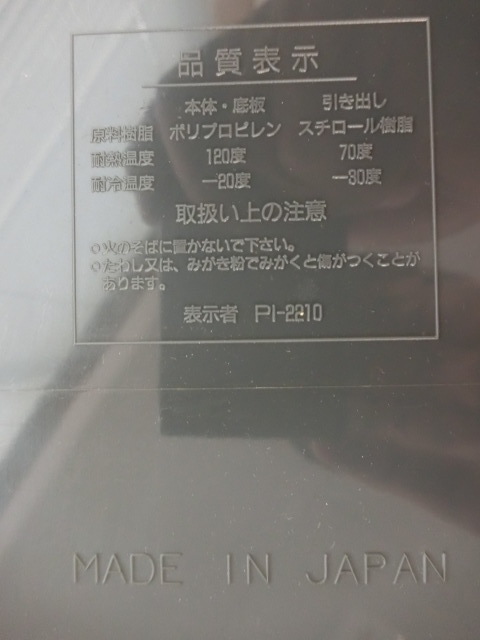 品質表示
本体・底板 引き出し
原料樹脂 ポリプロピレン スチロール樹脂
耐熱温度 120度 70度
耐冷温度 —20度 —30度
取扱い上の注意
○火のそばに置かないで下さい。
○たわし又は、みがき粉でみがくと傷がつくことが
あります。
表示者 PI-2210
MADE IN JAPAN